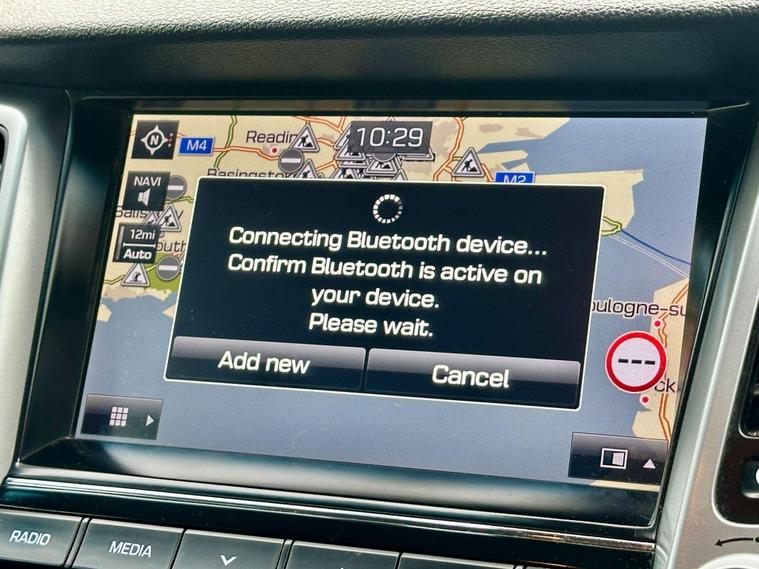 10:29
N
M4
Readin
M2
NAVI
12mi
Auto
Connecting Bluetooth device...
Confirm Bluetooth is active on
your device.
Please wait.
Add new
Cancel
oulogne-su
---
RADIO
MEDIA